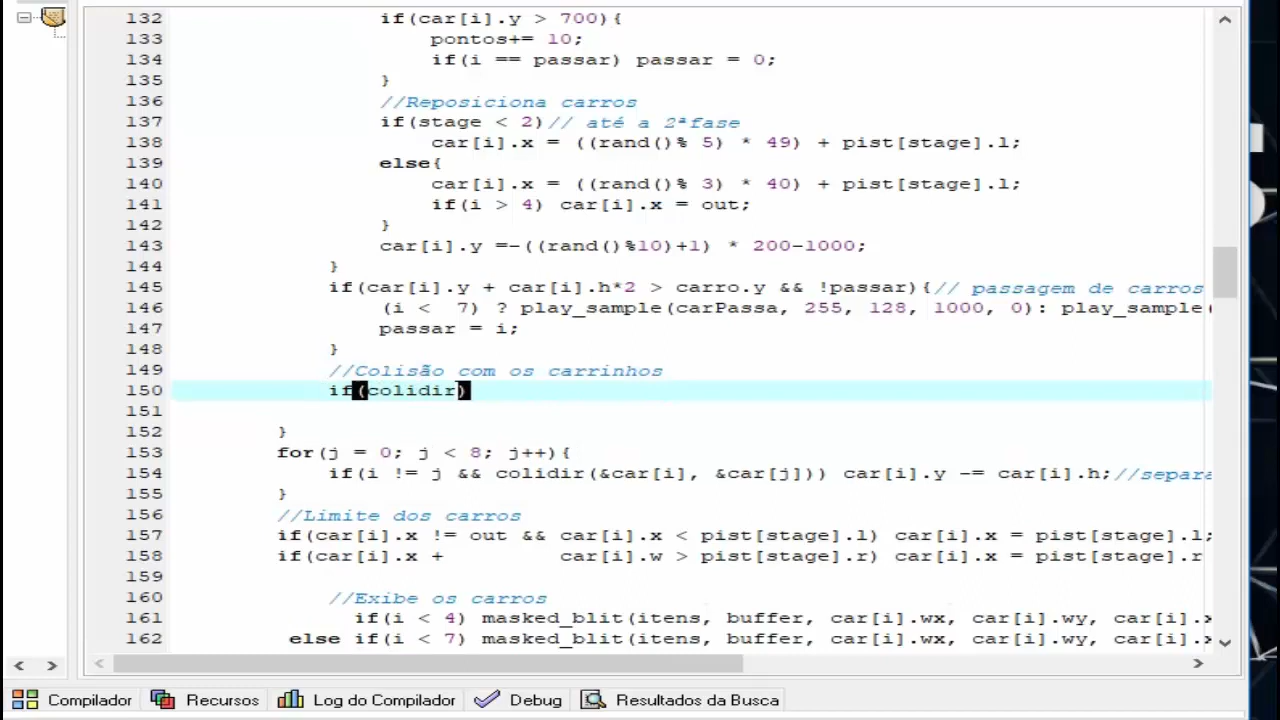 132 if(car[i].y > 700){
133 pontos+= 10;
134 if(i == passar) passar = 0;
135 }
136 //Reposiciona carros
137 if(stage < 2)// até a 2ªfase
138 car[i].x = ((rand()% 5) * 49) + pist[stage].l;
139 else{
140 car[i].x = ((rand()% 3) * 40) + pist[stage].l;
141 if(i > 4) car[i].x = out;
142 }
143 car[i].y =-((rand()%10)+1) * 200-1000;
144 }
145 if(car[i].y + car[i].h*2 > carro.y && !passar){// passagem de carros
146 (i < 7) ? play_sample(carPassa, 255, 128, 1000, 0): play_sample(
147 passar = i;
148 }
149 //Colisão com os carrinhos
150 if(colidir)
151
152 }
153 for(j = 0; j < 8; j++){
154 if(i != j && colidir(&car[i], &car[j])) car[i].y -= car[i].h;//separa
155 }
156 //Limite dos carros
157 if(car[i].x != out && car[i].x < pist[stage].l) car[i].x = pist[stage].l;
158 if(car[i].x + car[i].w > pist[stage].r) car[i].x = pist[stage].r
159
160 //Exibe os carros
161 if(i < 4) masked_blit(itens, buffer, car[i].wx, car[i].wy, car[i].x
162 else if(i < 7) masked_blit(itens, buffer, car[i].wx, car[i].wy, car[i].x
Compilador Recursos Log do Compilador Debug Resultados da Busca